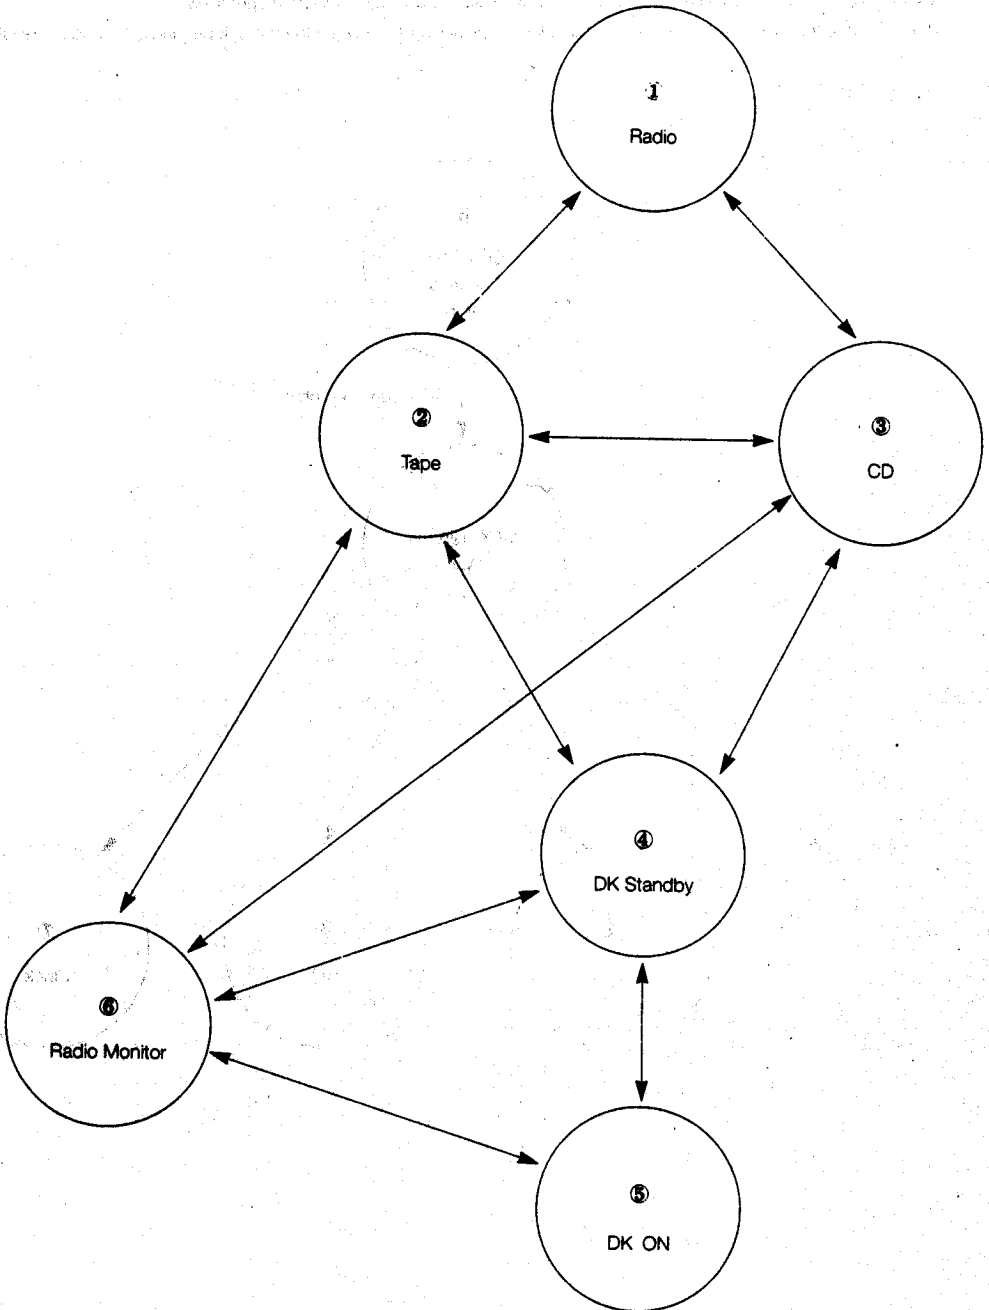 1
Radio
②
Tape
③
CD
④
DK Standby
⑥
Radio Monitor
⑤
DK ON